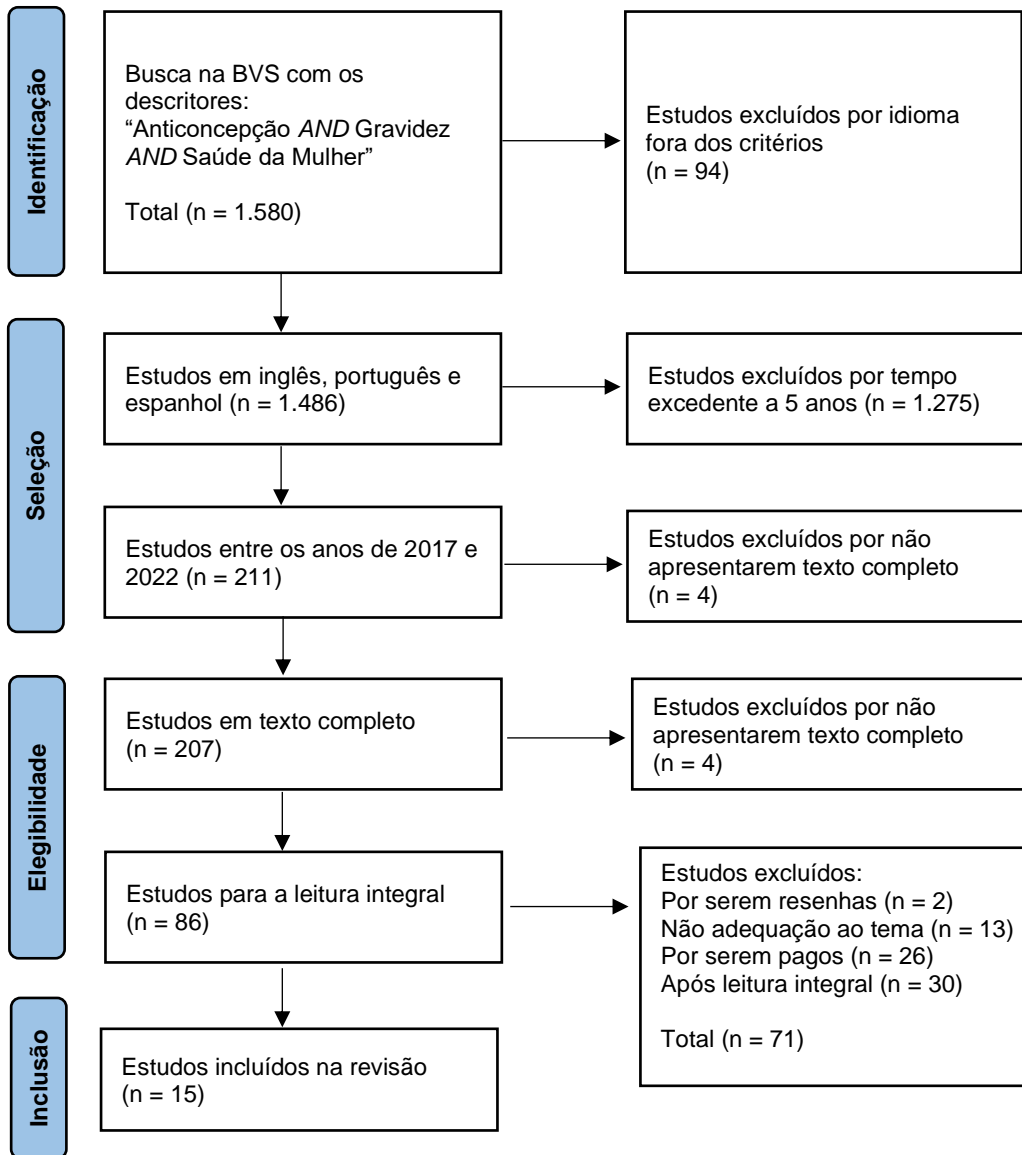 Identificação
Busca na BVS com os
descritores:
“Anticoncepção AND Gravidez
AND Saúde da Mulher”
Total (n = 1.580)
Estudos excluídos por idioma
fora dos critérios
(n = 94)
Seleção
Estudos em inglês, português e
espanhol (n = 1.486)
Estudos excluídos por tempo
excedente a 5 anos (n = 1.275)
Estudos entre os anos de 2017 e
2022 (n = 211)
Estudos excluídos por não
apresentarem texto completo
(n = 4)
Elegibilidade
Estudos em texto completo
(n = 207)
Estudos excluídos por não
apresentarem texto completo
(n = 4)
Estudos para a leitura integral
(n = 86)
Estudos excluídos:
Por serem resenhas (n = 2)
Não adequação ao tema (n = 13)
Por serem pagos (n = 26)
Após leitura integral (n = 30)
Total (n = 71)
Inclusão
Estudos incluídos na revisão
(n = 15)